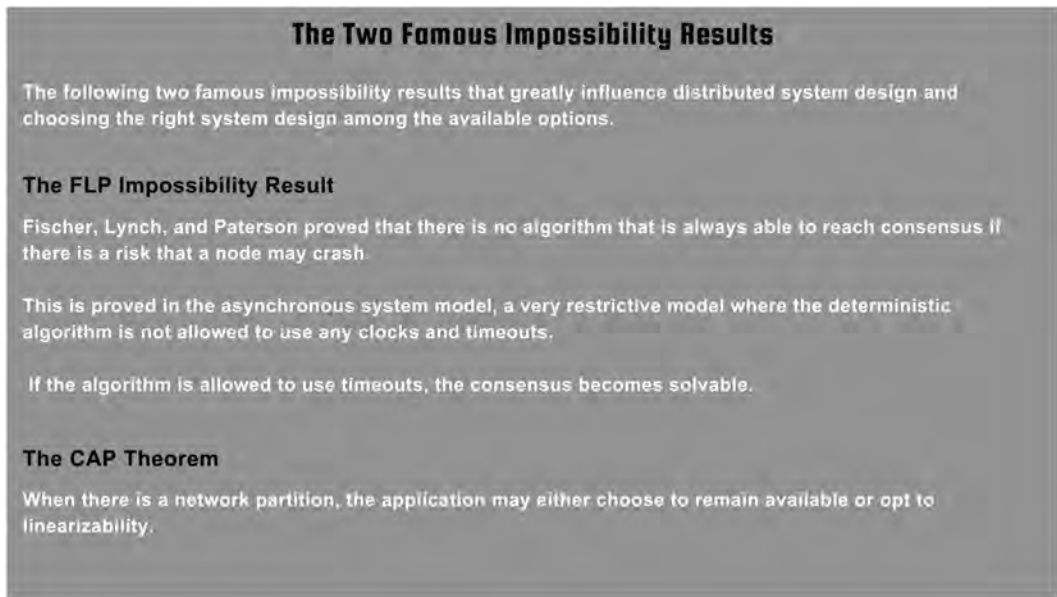 The Two Famous Impossibility Results
The following two famous impossibility results that greatly influence distributed system design and
choosing the right system design among the available options.
The FLP Impossibility Result
Fischer, Lynch, and Paterson proved that there is no algorithm that is always able to reach consensus if
there is a risk that a node may crash.
This is proved in the asynchronous system model, a very restrictive model where the deterministic
algorithm is not allowed to use any clocks and timeouts.
If the algorithm is allowed to use timeouts, the consensus becomes solvable.
The CAP Theorem
When there is a network partition, the application may either choose to remain available or opt to
linearizability.